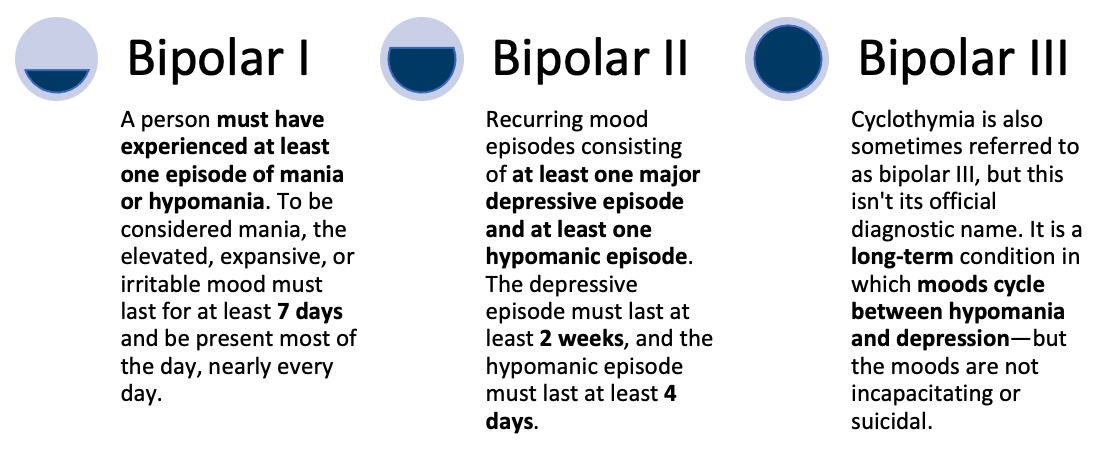 Bipolar I
A person must have
experienced at least
one episode of mania
or hypomania. To be
considered mania, the
elevated, expansive, or
irritable mood must
last for at least 7 days
and be present most of
the day, nearly every
day.
Bipolar II
Recurring mood
episodes consisting
of at least one major
depressive episode
and at least one
hypomanic episode.
The depressive
episode must last at
least 2 weeks, and the
hypomanic episode
must last at least 4
days.
Bipolar III
Cyclothymia is also
sometimes referred to
as bipolar III, but this
isn't its official
diagnostic name. It is a
long-term condition in
which moods cycle
between hypomania
and depression—but
the moods are not
incapacitating or
suicidal.